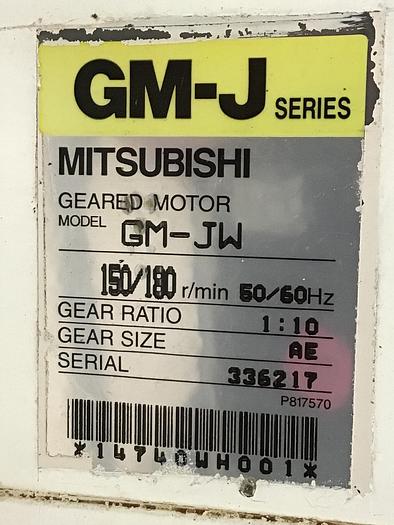 GM-J SERIES
MITSUBISHI
GEARED MOTOR
MODEL GM-JW
150/180 r/min 50/60Hz
GEAR RATIO 1:10
GEAR SIZE AE
SERIAL 336217
P817570
*14740WH001*